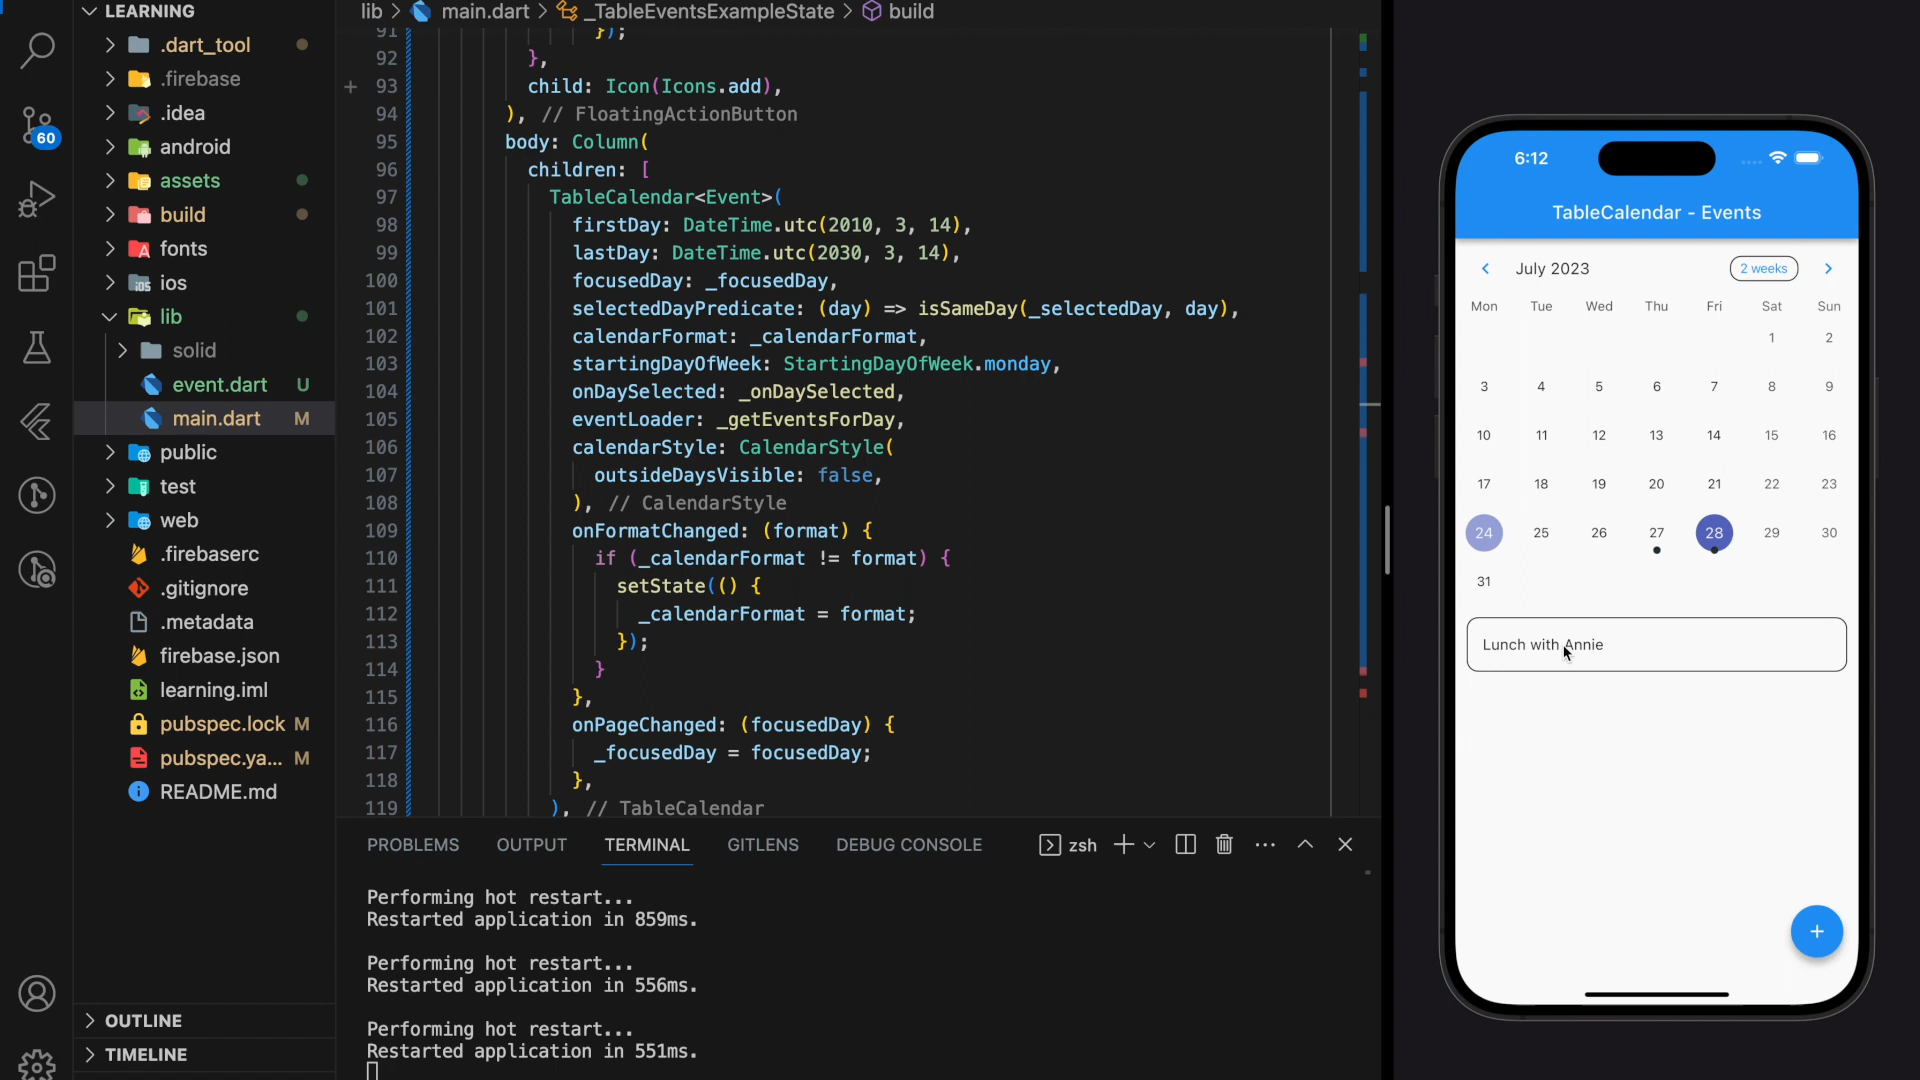 LEARNING
.dart_tool
.firebase
.idea
android
assets
build
fonts
ios
lib
solid
event.dart U
main.dart M
public
test
web
.firebaserc
.gitignore
.metadata
firebase.json
learning.iml
pubspec.lock M
pubspec.ya... M
README.md
OUTLINE
TIMELINE
60
lib > main.dart > _TableEventsExampleState > build
91 });
92 },
93 child: Icon(Icons.add),
94 ), // FloatingActionButton
95 body: Column(
96 children: [
97 TableCalendar<Event>(
98 firstDay: DateTime.utc(2010, 3, 14),
99 lastDay: DateTime.utc(2030, 3, 14),
100 focusedDay: _focusedDay,
101 selectedDayPredicate: (day) => isSameDay(_selectedDay, day),
102 calendarFormat: _calendarFormat,
103 startingDayOfWeek: StartingDayOfWeek.monday,
104 onDaySelected: _onDaySelected,
105 eventLoader: _getEventsForDay,
106 calendarStyle: CalendarStyle(
107 outsideDaysVisible: false,
108 ), // CalendarStyle
109 onFormatChanged: (format) {
110 if (_calendarFormat != format) {
111 setState(() {
112 _calendarFormat = format;
113 });
114 }
115 },
116 onPageChanged: (focusedDay) {
117 _focusedDay = focusedDay;
118 },
119 ), // TableCalendar
PROBLEMS OUTPUT TERMINAL GITLENS DEBUG CONSOLE zsh
Performing hot restart...
Restarted application in 859ms.
Performing hot restart...
Restarted application in 556ms.
Performing hot restart...
Restarted application in 551ms.
6:12
TableCalendar - Events
July 2023 2 weeks
Mon Tue Wed Thu Fri Sat Sun
1 2
3 4 5 6 7 8 9
10 11 12 13 14 15 16
17 18 19 20 21 22 23
24 25 26 27 28 29 30
31
Lunch with Annie
+